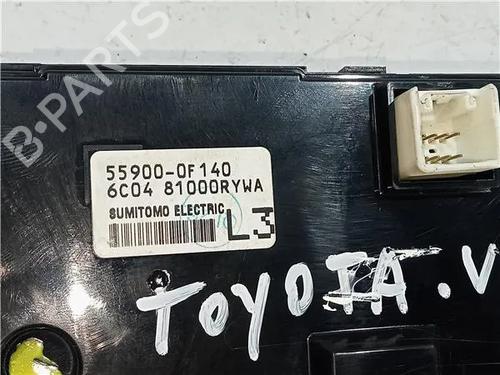 B-PARTS
55900-0F140
6C04 81000RYWA
SUMITOMO ELECTRIC
L3
TOYOTA.V